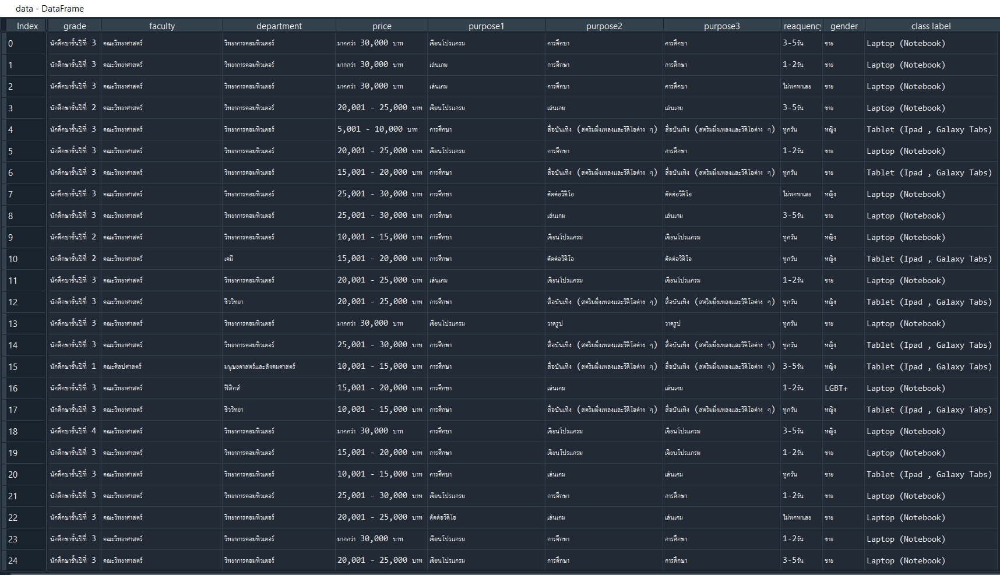 data - DataFrame
Index grade faculty department price purpose1 purpose2 purpose3 reaquency gender class label
0 นักศึกษาชั้นปีที่ 3 คณะวิทยาศาสตร์ วิทยาการคอมพิวเตอร์ มากกว่า 30,000 บาท เขียนโปรแกรม การศึกษา การศึกษา 3-5วัน ชาย Laptop (Notebook)
1 นักศึกษาชั้นปีที่ 3 คณะวิทยาศาสตร์ วิทยาการคอมพิวเตอร์ มากกว่า 30,000 บาท เล่นเกม การศึกษา การศึกษา 1-2วัน ชาย Laptop (Notebook)
2 นักศึกษาชั้นปีที่ 3 คณะวิทยาศาสตร์ วิทยาการคอมพิวเตอร์ มากกว่า 30,000 บาท เล่นเกม การศึกษา การศึกษา ไม่พกพาเลย ชาย Laptop (Notebook)
3 นักศึกษาชั้นปีที่ 2 คณะวิทยาศาสตร์ วิทยาการคอมพิวเตอร์ 20,001 - 25,000 บาท เขียนโปรแกรม เล่นเกม เล่นเกม 3-5วัน ชาย Laptop (Notebook)
4 นักศึกษาชั้นปีที่ 3 คณะวิทยาศาสตร์ วิทยาการคอมพิวเตอร์ 5,001 - 10,000 บาท การศึกษา สื่อบันเทิง (สตรีมมิ่งเพลงและวิดิโอต่าง ๆ) สื่อบันเทิง (สตรีมมิ่งเพลงและวิดิโอต่าง ๆ) ทุกวัน หญิง Tablet (Ipad , Galaxy Tabs)
5 นักศึกษาชั้นปีที่ 3 คณะวิทยาศาสตร์ วิทยาการคอมพิวเตอร์ 20,001 - 25,000 บาท เขียนโปรแกรม การศึกษา การศึกษา 1-2วัน ชาย Laptop (Notebook)
6 นักศึกษาชั้นปีที่ 3 คณะวิทยาศาสตร์ วิทยาการคอมพิวเตอร์ 15,001 - 20,000 บาท การศึกษา สื่อบันเทิง (สตรีมมิ่งเพลงและวิดิโอต่าง ๆ) สื่อบันเทิง (สตรีมมิ่งเพลงและวิดิโอต่าง ๆ) ทุกวัน ชาย Tablet (Ipad , Galaxy Tabs)
7 นักศึกษาชั้นปีที่ 3 คณะวิทยาศาสตร์ วิทยาการคอมพิวเตอร์ 25,001 - 30,000 บาท การศึกษา ตัดต่อวิดิโอ ตัดต่อวิดิโอ ไม่พกพาเลย หญิง Laptop (Notebook)
8 นักศึกษาชั้นปีที่ 3 คณะวิทยาศาสตร์ วิทยาการคอมพิวเตอร์ 25,001 - 30,000 บาท การศึกษา เล่นเกม เล่นเกม 3-5วัน ชาย Laptop (Notebook)
9 นักศึกษาชั้นปีที่ 2 คณะวิทยาศาสตร์ วิทยาการคอมพิวเตอร์ 10,001 - 15,000 บาท การศึกษา เขียนโปรแกรม เขียนโปรแกรม ทุกวัน หญิง Laptop (Notebook)
10 นักศึกษาชั้นปีที่ 2 คณะวิทยาศาสตร์ เคมี 15,001 - 20,000 บาท การศึกษา ตัดต่อวิดิโอ ตัดต่อวิดิโอ ทุกวัน หญิง Tablet (Ipad , Galaxy Tabs)
11 นักศึกษาชั้นปีที่ 3 คณะวิทยาศาสตร์ วิทยาการคอมพิวเตอร์ 20,001 - 25,000 บาท เล่นเกม เขียนโปรแกรม เขียนโปรแกรม 1-2วัน ชาย Laptop (Notebook)
12 นักศึกษาชั้นปีที่ 3 คณะวิทยาศาสตร์ ชีววิทยา 20,001 - 25,000 บาท การศึกษา สื่อบันเทิง (สตรีมมิ่งเพลงและวิดิโอต่าง ๆ) สื่อบันเทิง (สตรีมมิ่งเพลงและวิดิโอต่าง ๆ) ทุกวัน หญิง Tablet (Ipad , Galaxy Tabs)
13 นักศึกษาชั้นปีที่ 3 คณะวิทยาศาสตร์ วิทยาการคอมพิวเตอร์ มากกว่า 30,000 บาท เขียนโปรแกรม วาดรูป วาดรูป ทุกวัน ชาย Laptop (Notebook)
14 นักศึกษาชั้นปีที่ 3 คณะวิทยาศาสตร์ วิทยาการคอมพิวเตอร์ 25,001 - 30,000 บาท การศึกษา สื่อบันเทิง (สตรีมมิ่งเพลงและวิดิโอต่าง ๆ) สื่อบันเทิง (สตรีมมิ่งเพลงและวิดิโอต่าง ๆ) ทุกวัน หญิง Tablet (Ipad , Galaxy Tabs)
15 นักศึกษาชั้นปีที่ 1 คณะศิลปศาสตร์ มนุษยศาสตร์และสังคมศาสตร์ 10,001 - 15,000 บาท การศึกษา สื่อบันเทิง (สตรีมมิ่งเพลงและวิดิโอต่าง ๆ) สื่อบันเทิง (สตรีมมิ่งเพลงและวิดิโอต่าง ๆ) 3-5วัน หญิง Tablet (Ipad , Galaxy Tabs)
16 นักศึกษาชั้นปีที่ 3 คณะวิทยาศาสตร์ ฟิสิกส์ 15,001 - 20,000 บาท การศึกษา เล่นเกม เล่นเกม 1-2วัน LGBT+ Laptop (Notebook)
17 นักศึกษาชั้นปีที่ 3 คณะวิทยาศาสตร์ ชีววิทยา 10,001 - 15,000 บาท การศึกษา สื่อบันเทิง (สตรีมมิ่งเพลงและวิดิโอต่าง ๆ) สื่อบันเทิง (สตรีมมิ่งเพลงและวิดิโอต่าง ๆ) ทุกวัน หญิง Tablet (Ipad , Galaxy Tabs)
18 นักศึกษาชั้นปีที่ 4 คณะวิทยาศาสตร์ วิทยาการคอมพิวเตอร์ มากกว่า 30,000 บาท การศึกษา เขียนโปรแกรม เขียนโปรแกรม 3-5วัน หญิง Laptop (Notebook)
19 นักศึกษาชั้นปีที่ 3 คณะวิทยาศาสตร์ วิทยาการคอมพิวเตอร์ 15,001 - 20,000 บาท การศึกษา เขียนโปรแกรม เขียนโปรแกรม 1-2วัน ชาย Laptop (Notebook)
20 นักศึกษาชั้นปีที่ 3 คณะวิทยาศาสตร์ วิทยาการคอมพิวเตอร์ 10,001 - 15,000 บาท การศึกษา เล่นเกม เล่นเกม ทุกวัน ชาย Tablet (Ipad , Galaxy Tabs)
21 นักศึกษาชั้นปีที่ 3 คณะวิทยาศาสตร์ วิทยาการคอมพิวเตอร์ 25,001 - 30,000 บาท เขียนโปรแกรม การศึกษา การศึกษา 1-2วัน ชาย Laptop (Notebook)
22 นักศึกษาชั้นปีที่ 3 คณะวิทยาศาสตร์ วิทยาการคอมพิวเตอร์ 20,001 - 25,000 บาท ตัดต่อวิดิโอ เล่นเกม เล่นเกม ไม่พกพาเลย ชาย Laptop (Notebook)
23 นักศึกษาชั้นปีที่ 3 คณะวิทยาศาสตร์ วิทยาการคอมพิวเตอร์ มากกว่า 30,000 บาท เขียนโปรแกรม การศึกษา การศึกษา 1-2วัน ชาย Laptop (Notebook)
24 นักศึกษาชั้นปีที่ 3 คณะวิทยาศาสตร์ วิทยาการคอมพิวเตอร์ 20,001 - 25,000 บาท เขียนโปรแกรม การศึกษา การศึกษา 3-5วัน ชาย Laptop (Notebook)